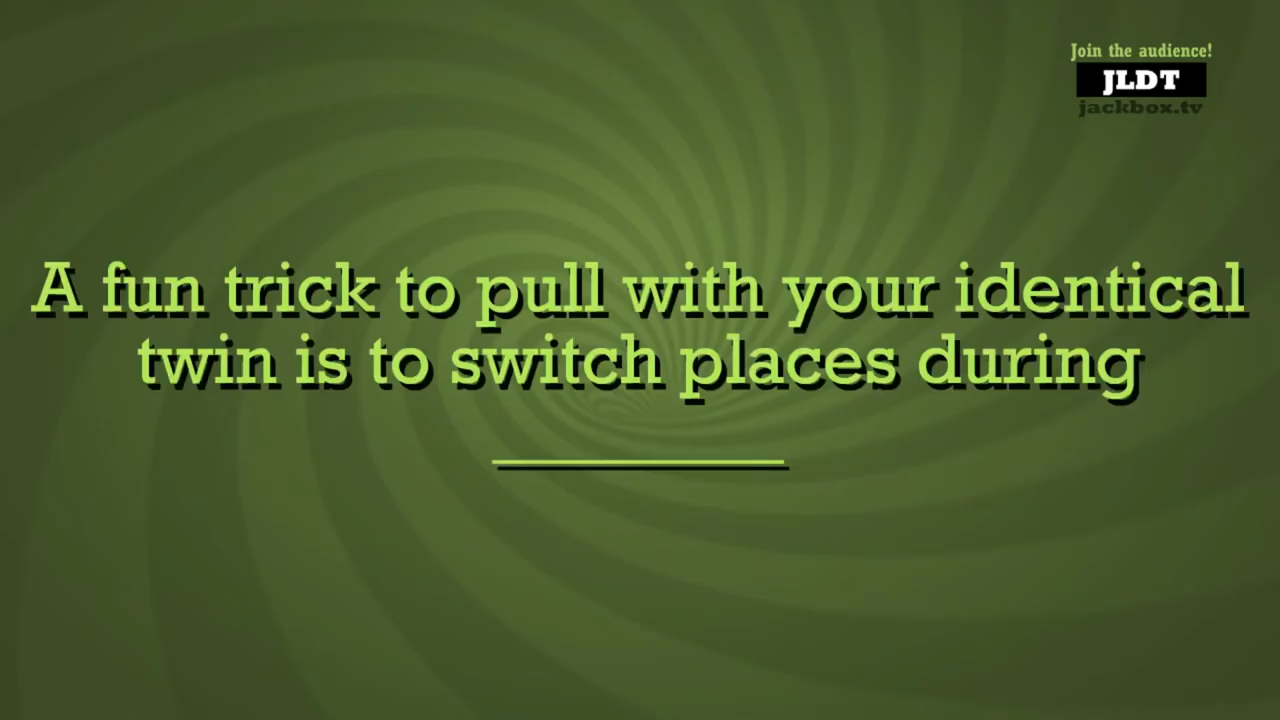 Join the audience!
JLDT
jackbox.tv
A fun trick to pull with your identical
twin is to switch places during